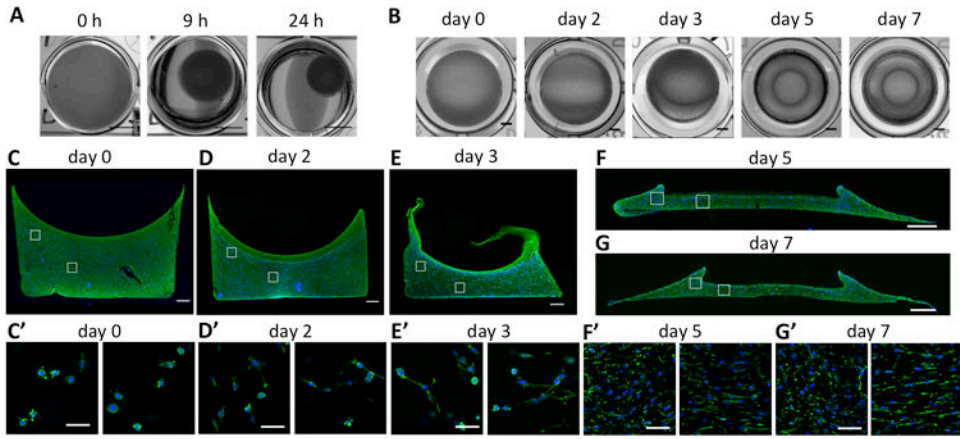 A 0 h 9 h 24 h
B day 0 day 2 day 3 day 5 day 7
C day 0 D day 2 E day 3 F day 5
G day 7
C’ day 0 D’ day 2 E’ day 3 F’ day 5 G’ day 7